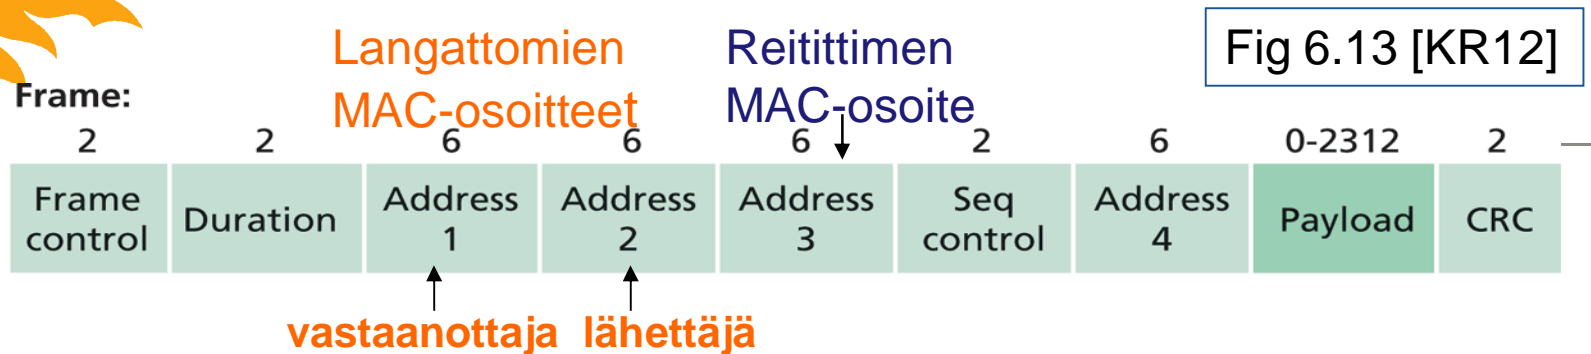 Langattomien
MAC-osoitteet
Reitittimen
MAC-osoite
Fig 6.13 [KR12]
Frame:
2 2 6 6 6 2 6 0-2312 2
Frame control
Duration
Address 1
Address 2
Address 3
Seq control
Address 4
Payload
CRC
vastaanottaja lähettäjä